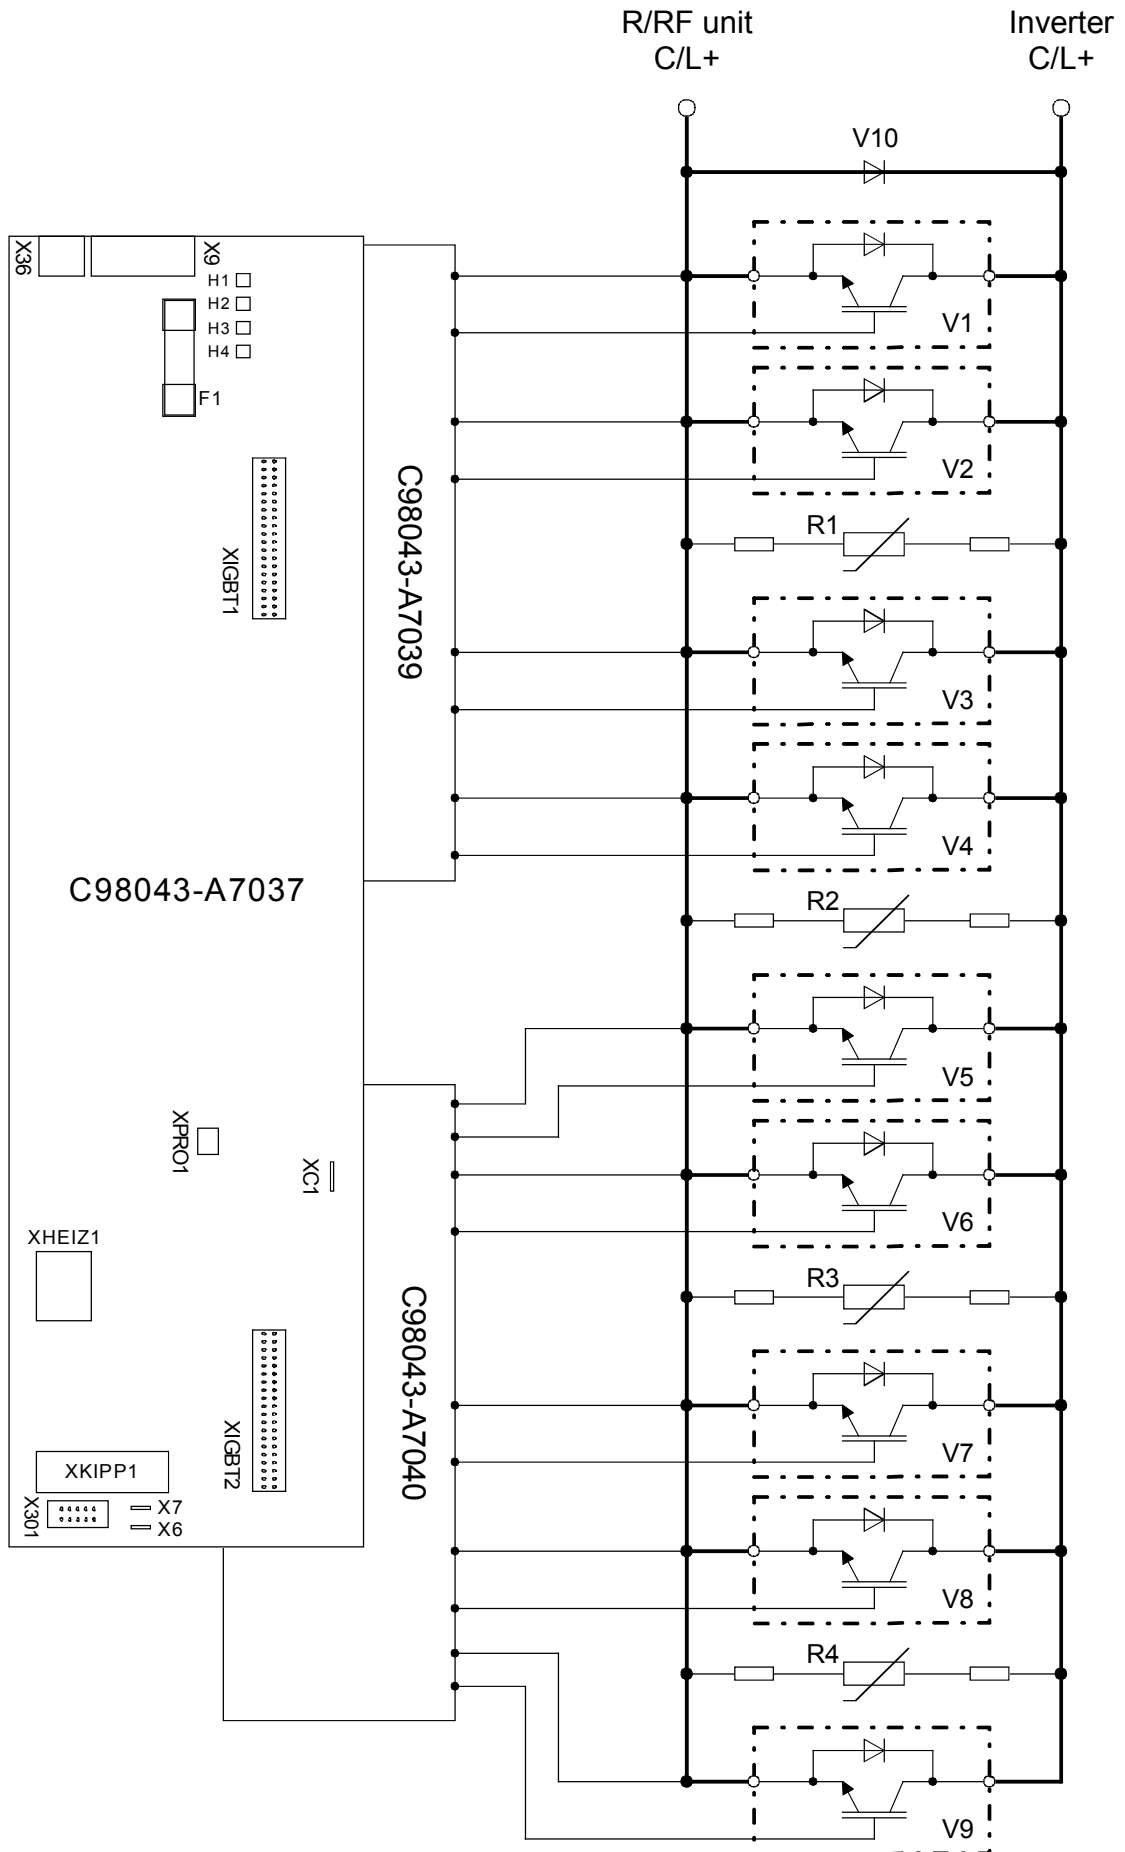 R/RF unit
C/L+
Inverter
C/L+
V10
X36
X9
H1
H2
H3
H4
F1
V1
V2
C98043-A7039
R1
XIGBT1
V3
V4
C98043-A7037
R2
V5
XPRO1
XC1
V6
XHEIZ1
R3
C98043-A7040
XIGBT2
V7
XKIPP1
X301
X7
X6
V8
R4
V9